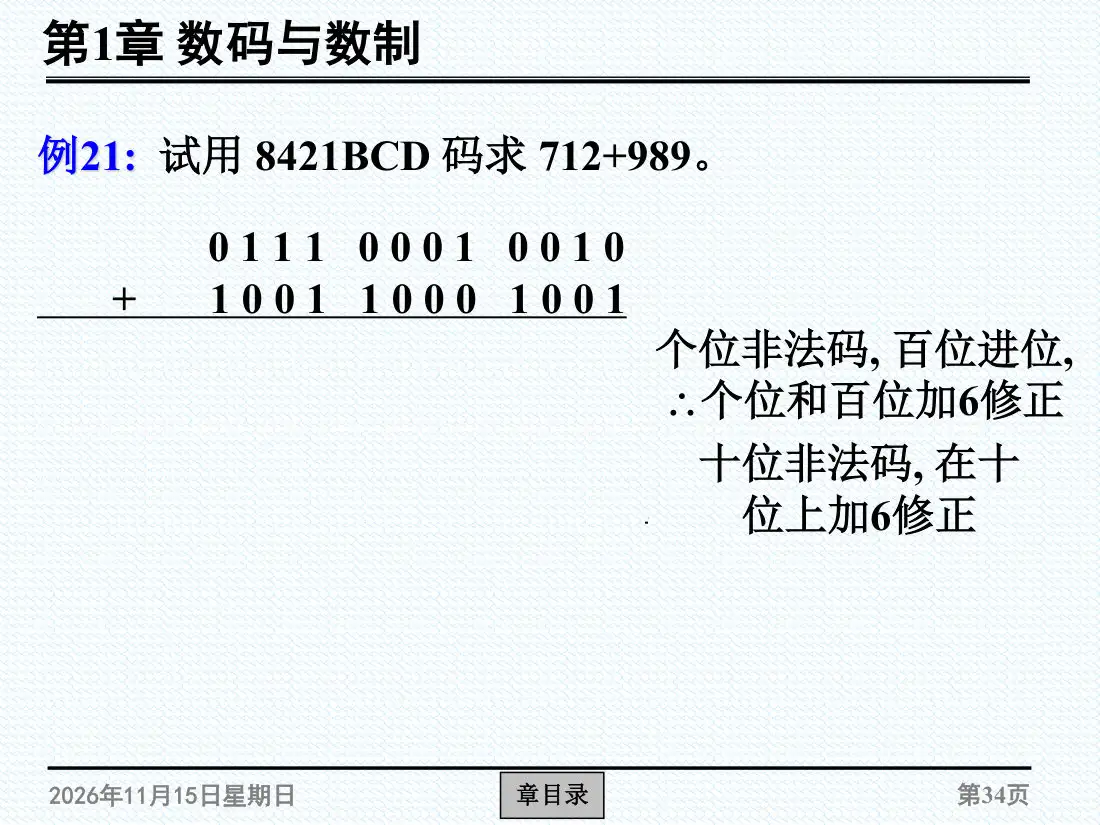 第1章 数码与数制
例21: 试用 8421BCD 码求 712+989。
0 1 1 1 0 0 0 1 0 0 1 0
+ 1 0 0 1 1 0 0 0 1 0 0 1
个位非法码, 百位进位,
∴个位和百位加6修正
十位非法码, 在十
位上加6修正
2026年11月15日星期日
章目录
第34页